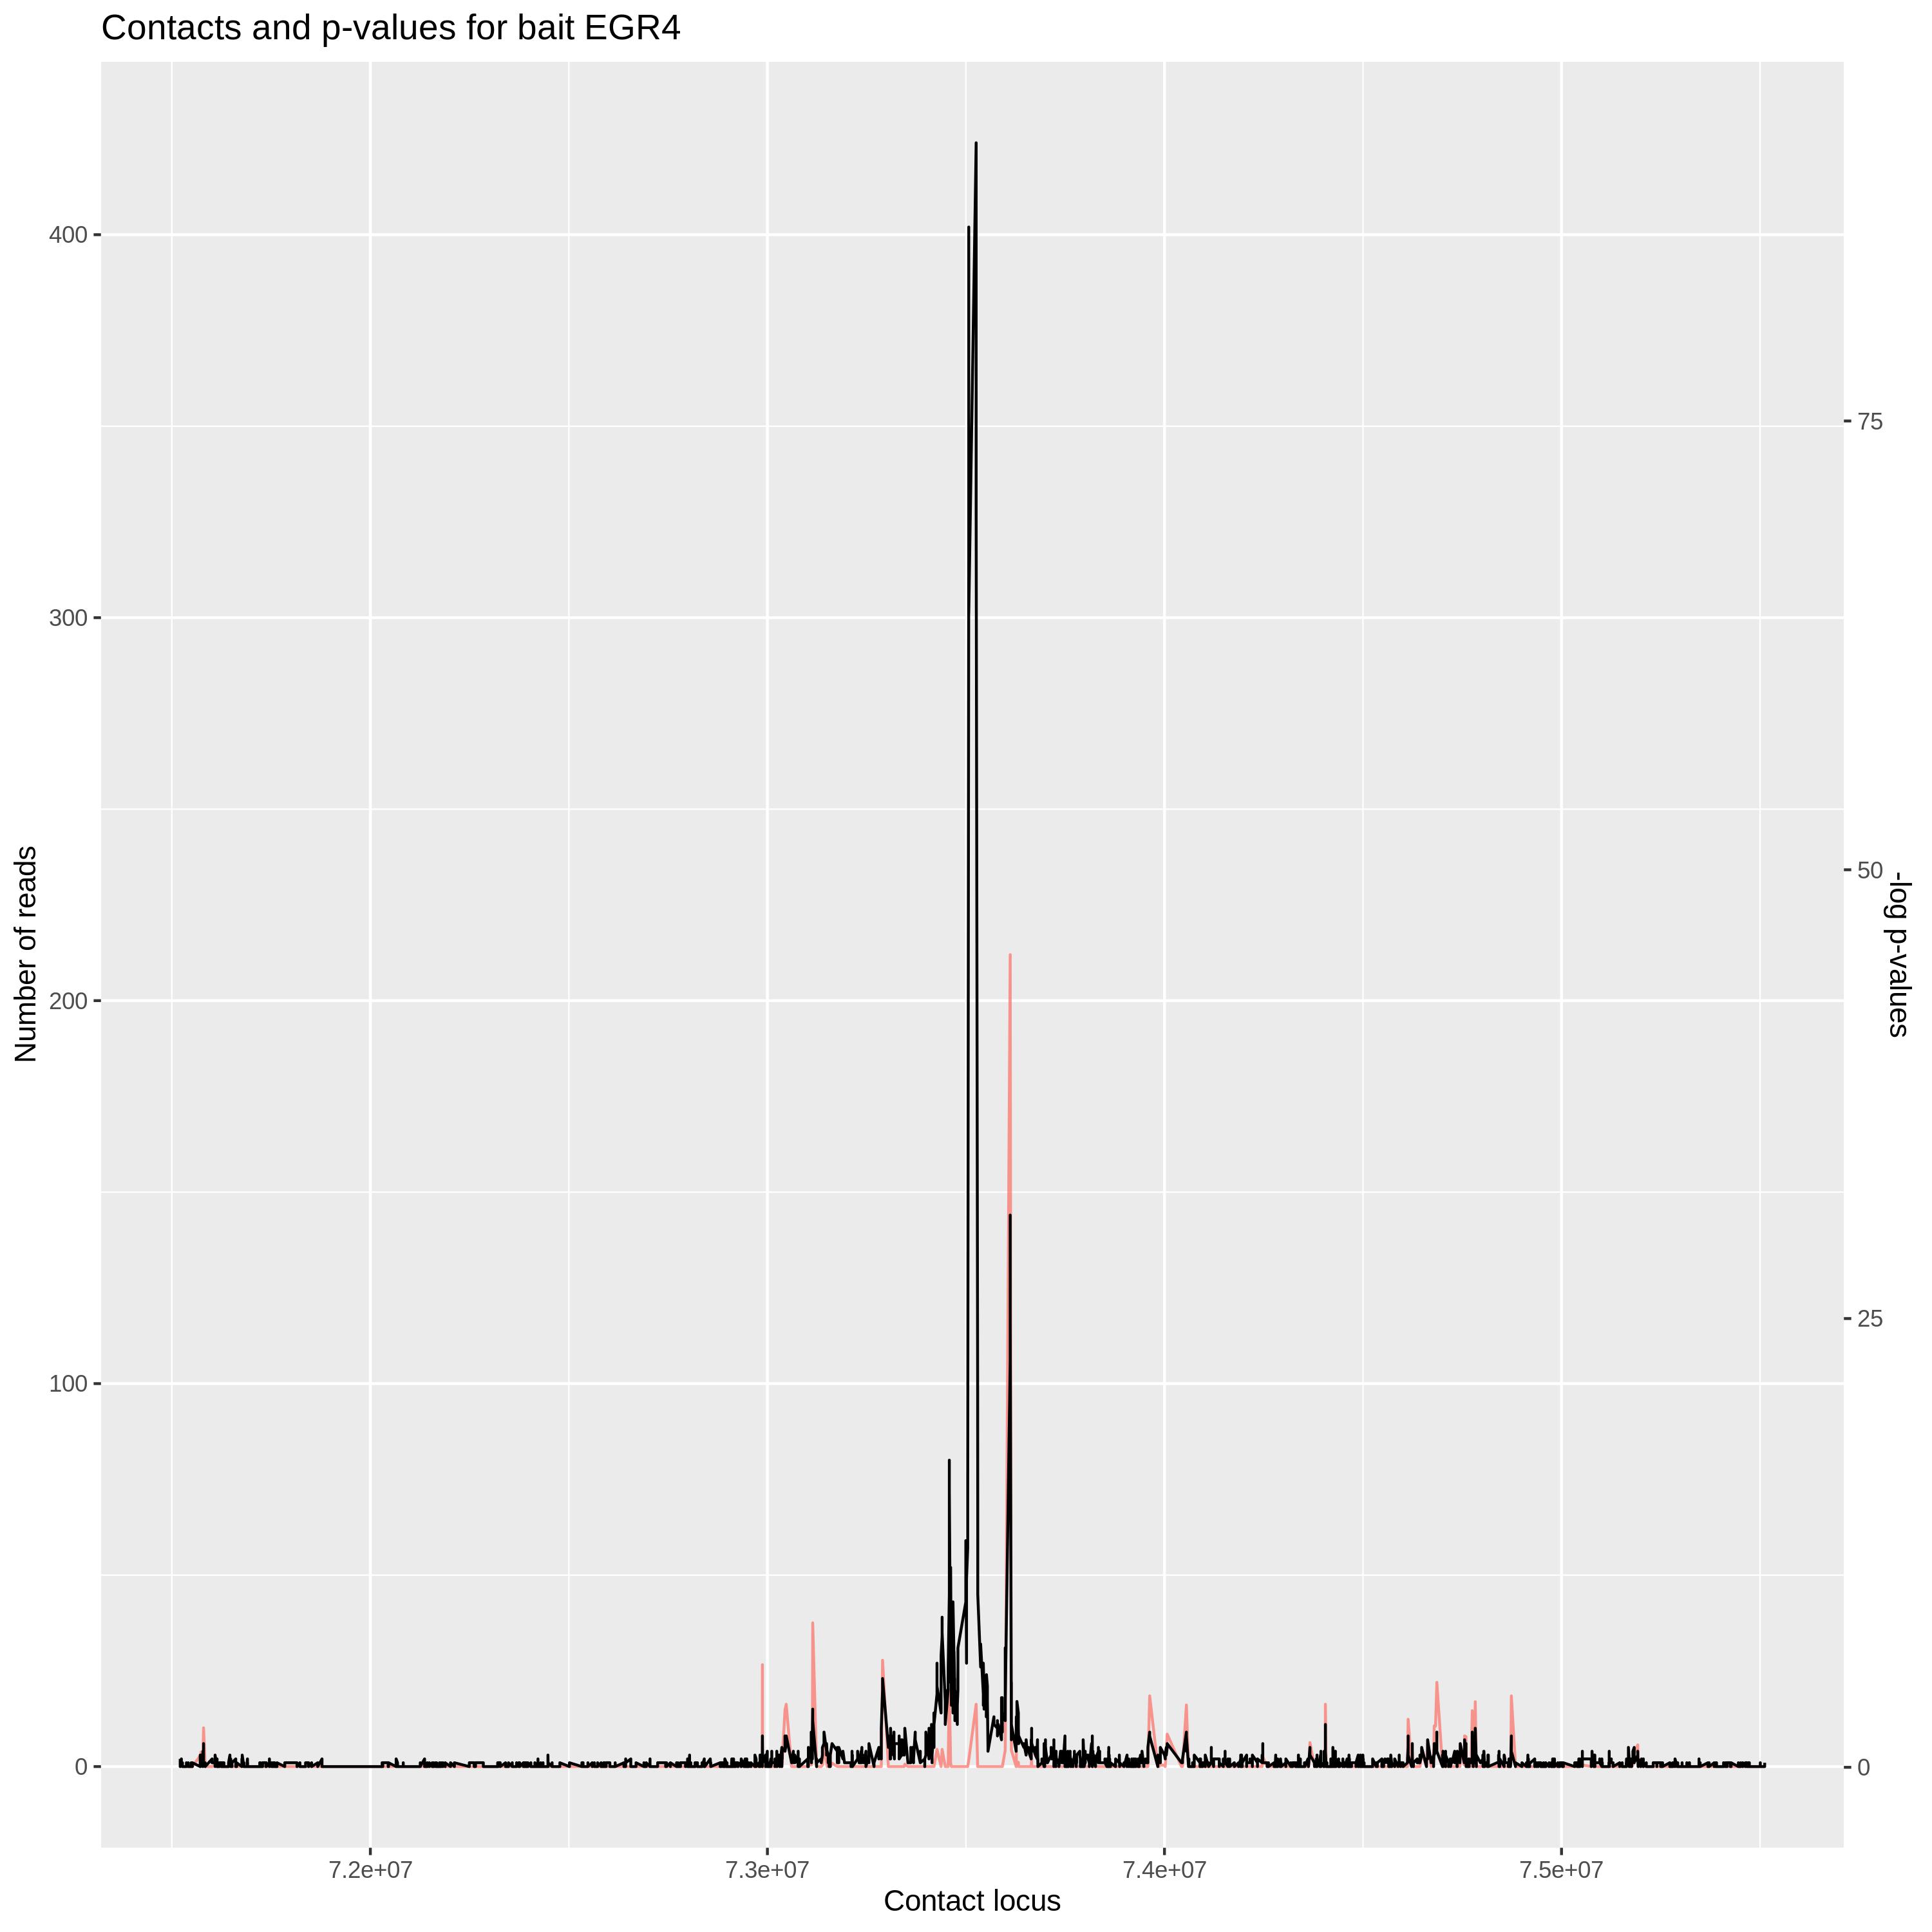 Contacts and p-values for bait EGR4
400
300
200
100
0
Number of reads
75
50
25
0
-log p-values
7.2e+07
7.3e+07
7.4e+07
7.5e+07
Contact locus